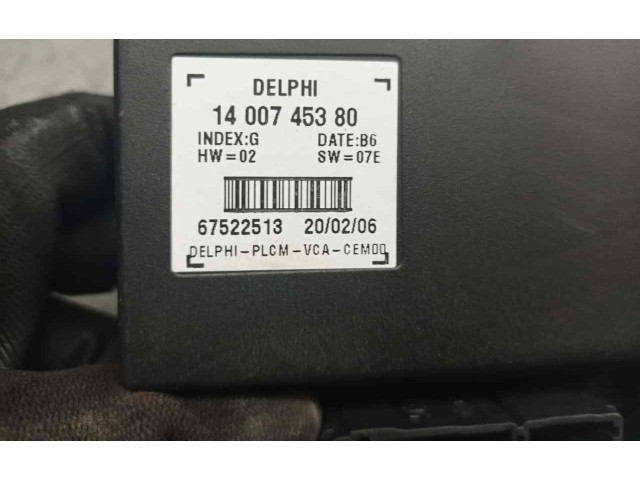 DELPHI
14 007 453 80
INDEX:G DATE:B6
HW=02 SW=07E
67522513 20/02/06
DELPHI-PLCM-VCA-CEM00